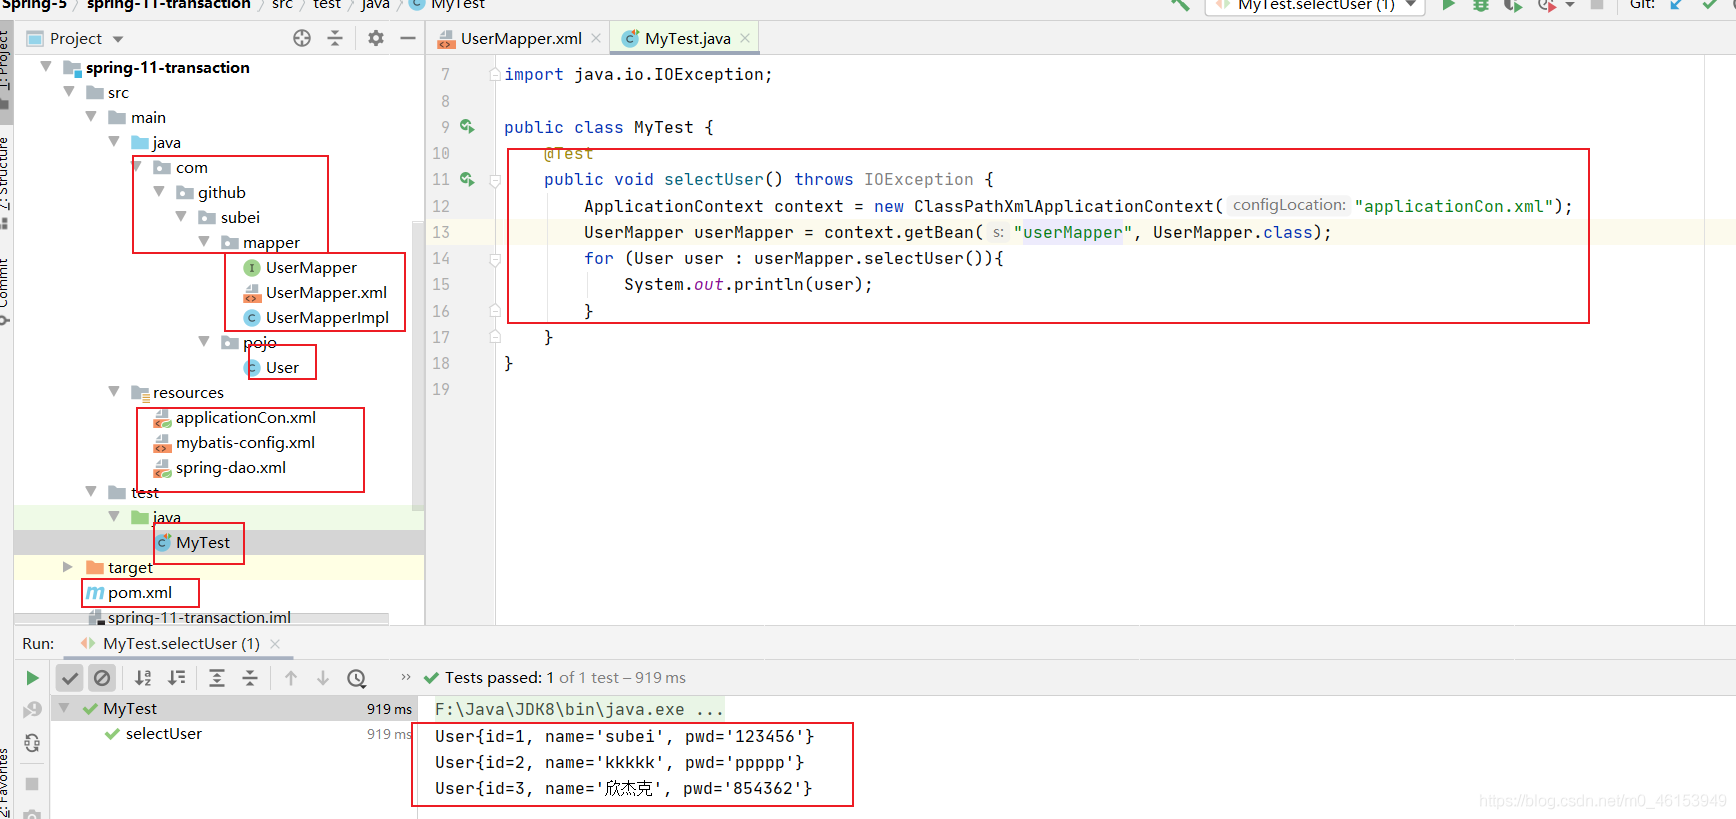 Spring-5 spring-11-transaction src test java MyTest
MyTest.selectUser (1) Git:
Project
UserMapper.xml MyTest.java
1: Project
7: Structure
Commit
2: Favorites
spring-11-transaction
src
main
java
com
github
subei
mapper
UserMapper
UserMapper.xml
UserMapperImpl
pojo
User
resources
applicationCon.xml
mybatis-config.xml
spring-dao.xml
test
java
MyTest
target
pom.xml
spring-11-transaction.iml
7 import java.io.IOException;
8
9 public class MyTest {
10 @Test
11 public void selectUser() throws IOException {
12 ApplicationContext context = new ClassPathXmlApplicationContext( configLocation: "applicationCon.xml");
13 UserMapper userMapper = context.getBean( s: "userMapper", UserMapper.class);
14 for (User user : userMapper.selectUser()){
15 System.out.println(user);
16 }
17 }
18 }
19
Run: MyTest.selectUser (1)
Tests passed: 1 of 1 test – 919 ms
MyTest 919 ms
selectUser 919 ms
F:\Java\JDK8\bin\java.exe ...
User{id=1, name='subei', pwd='123456'}
User{id=2, name='kkkkk', pwd='ppppp'}
User{id=3, name='欣杰克', pwd='854362'}
https://blog.csdn.net/m0_46153949